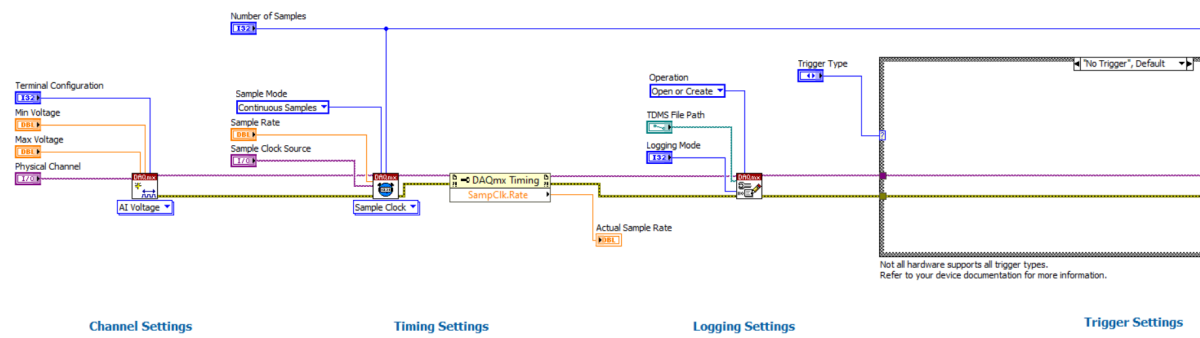 Number of Samples
I32
Terminal Configuration
I32
Min Voltage
DBL
Max Voltage
DBL
Physical Channel
I/O
DAQmx
AI Voltage
Sample Mode
Continuous Samples
Sample Rate
DBL
Sample Clock Source
I/O
DAQmx
Sample Clock
DAQmx Timing
SampClk.Rate
Actual Sample Rate
DBL
Operation
Open or Create
TDMS File Path
Logging Mode
I32
DAQmx
Trigger Type
"No Trigger", Default
?
Not all hardware supports all trigger types.
Refer to your device documentation for more information.
Channel Settings
Timing Settings
Logging Settings
Trigger Settings